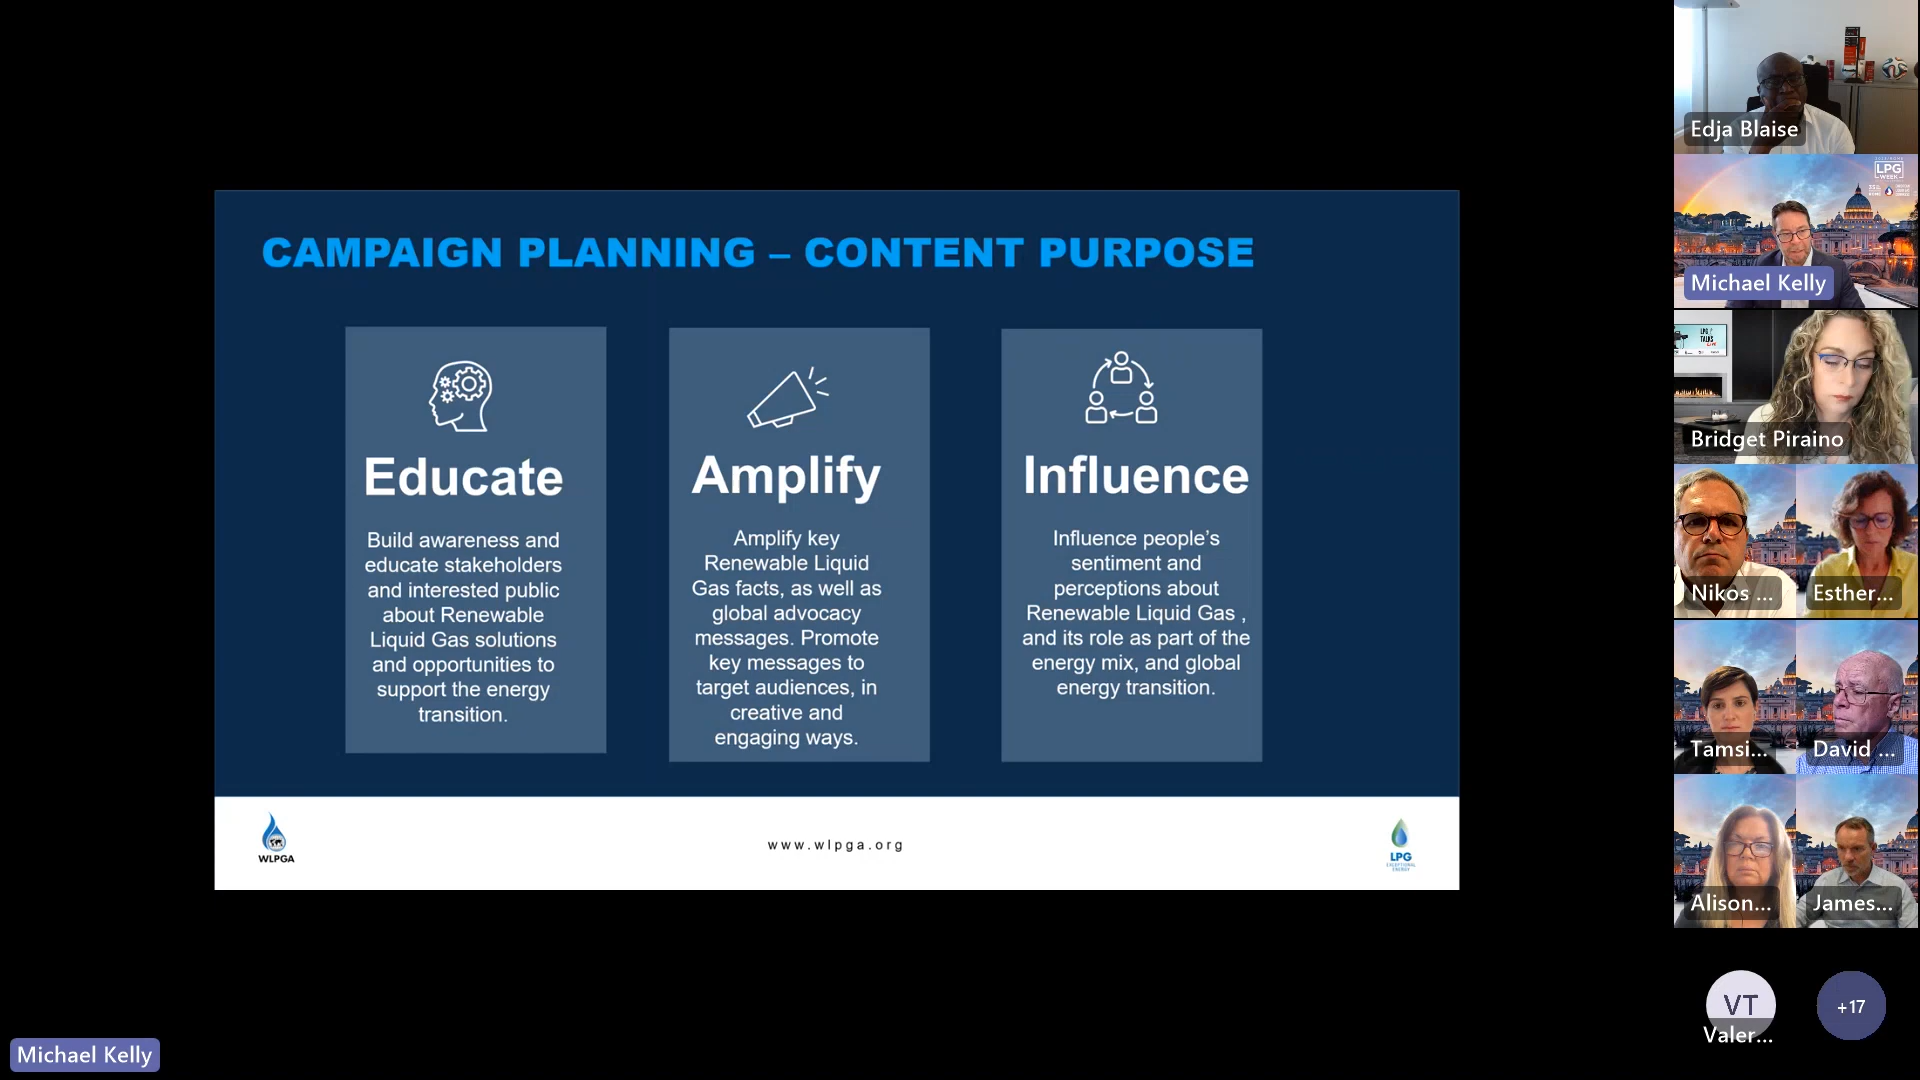 CAMPAIGN PLANNING – CONTENT PURPOSE
Educate
Build awareness and
educate stakeholders
and interested public
about Renewable
Liquid Gas solutions
and opportunities to
support the energy
transition.
Amplify
Amplify key
Renewable Liquid
Gas facts, as well as
global advocacy
messages. Promote
key messages to
target audiences, in
creative and
engaging ways.
Influence
Influence people’s
sentiment and
perceptions about
Renewable Liquid Gas ,
and its role as part of the
energy mix, and global
energy transition.
WLPGA
www.wlpga.org
LPG
EXCEPTIONAL
ENERGY
Michael Kelly
Edja Blaise
LPG
WEEK
Michael Kelly
LPG
TALKS
Bridget Piraino
Nikos ...
Esther...
Tamsi...
David ...
Alison...
James...
VT
Valer...
+17